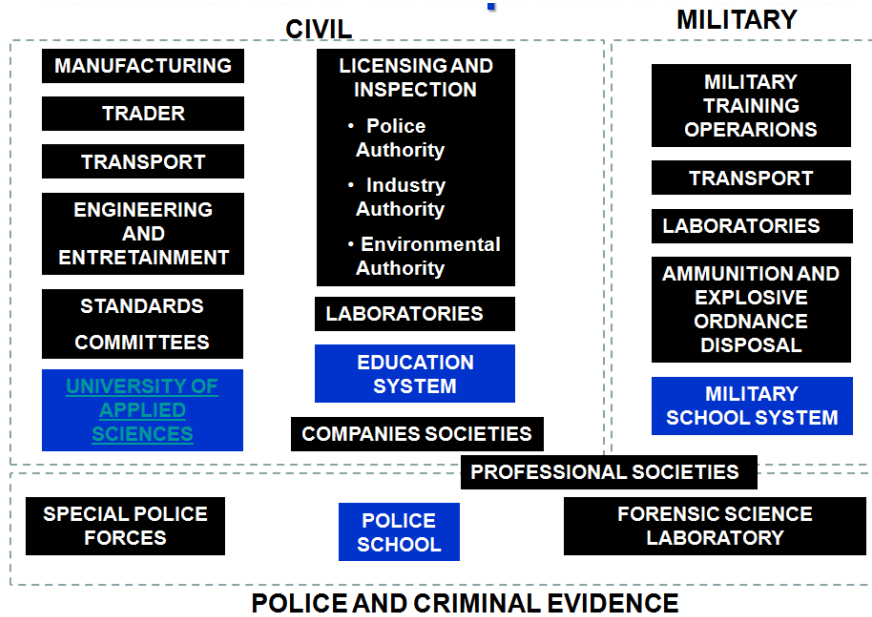 CIVIL
MILITARY
MANUFACTURING
TRADER
TRANSPORT
ENGINEERING
AND
ENTRETAINMENT
STANDARDS
COMMITTEES
UNIVERSITY OF
APPLIED
SCIENCES
LICENSING AND
INSPECTION
• Police
Authority
• Industry
Authority
• Environmental
Authority
LABORATORIES
EDUCATION
SYSTEM
COMPANIES SOCIETIES
MILITARY
TRAINING
OPERARIONS
TRANSPORT
LABORATORIES
AMMUNITION AND
EXPLOSIVE
ORDNANCE
DISPOSAL
MILITARY
SCHOOL SYSTEM
PROFESSIONAL SOCIETIES
SPECIAL POLICE
FORCES
POLICE
SCHOOL
FORENSIC SCIENCE
LABORATORY
POLICE AND CRIMINAL EVIDENCE